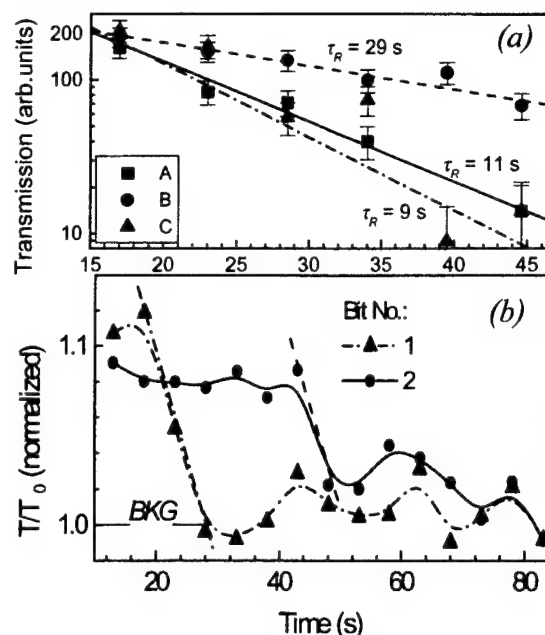 Transmission (arb.units)
200
100
10
(a)
τR = 29 s
τR = 11 s
τR = 9 s
A
B
C
15 20 25 30 35 40 45
T/T0 (normalized)
1.1
1.0
(b)
Bit No.:
1
2
BKG
20 40 60 80
Time (s)